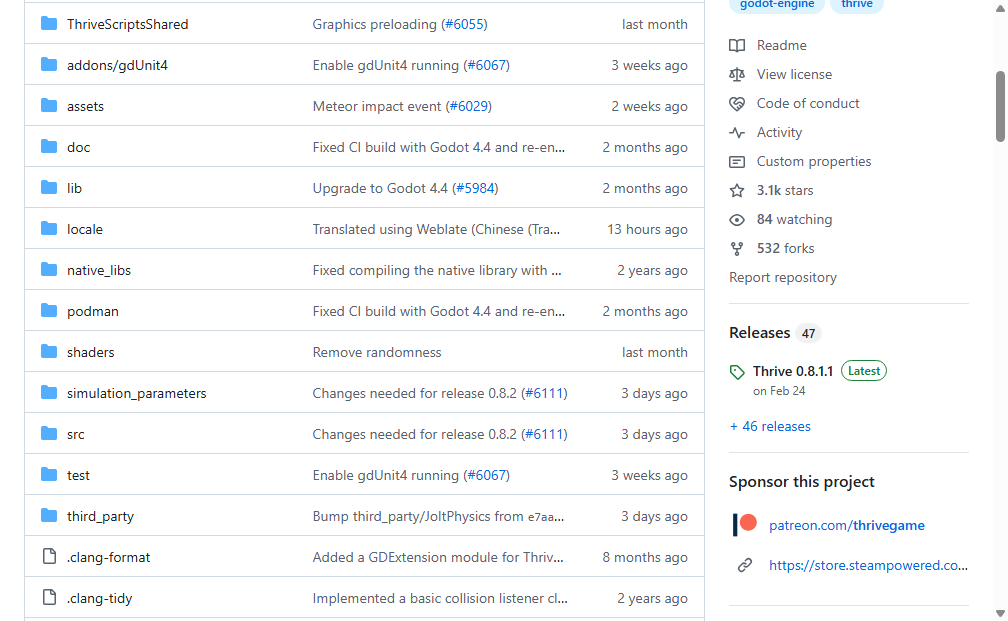 ThriveScriptsShared Graphics preloading (#6055) last month
addons/gdUnit4 Enable gdUnit4 running (#6067) 3 weeks ago
assets Meteor impact event (#6029) 2 weeks ago
doc Fixed CI build with Godot 4.4 and re-en... 2 months ago
lib Upgrade to Godot 4.4 (#5984) 2 months ago
locale Translated using Weblate (Chinese (Tra... 13 hours ago
native_libs Fixed compiling the native library with ... 2 years ago
podman Fixed CI build with Godot 4.4 and re-en... 2 months ago
shaders Remove randomness last month
simulation_parameters Changes needed for release 0.8.2 (#6111) 3 days ago
src Changes needed for release 0.8.2 (#6111) 3 days ago
test Enable gdUnit4 running (#6067) 3 weeks ago
third_party Bump third_party/JoltPhysics from e7aa... 3 days ago
.clang-format Added a GDExtension module for Thriv... 8 months ago
.clang-tidy Implemented a basic collision listener cl... 2 years ago
godot-engine thrive
Readme
View license
Code of conduct
Activity
Custom properties
3.1k stars
84 watching
532 forks
Report repository
Releases 47
Thrive 0.8.1.1 Latest
on Feb 24
+ 46 releases
Sponsor this project
patreon.com/thrivegame
https://store.steampowered.co...